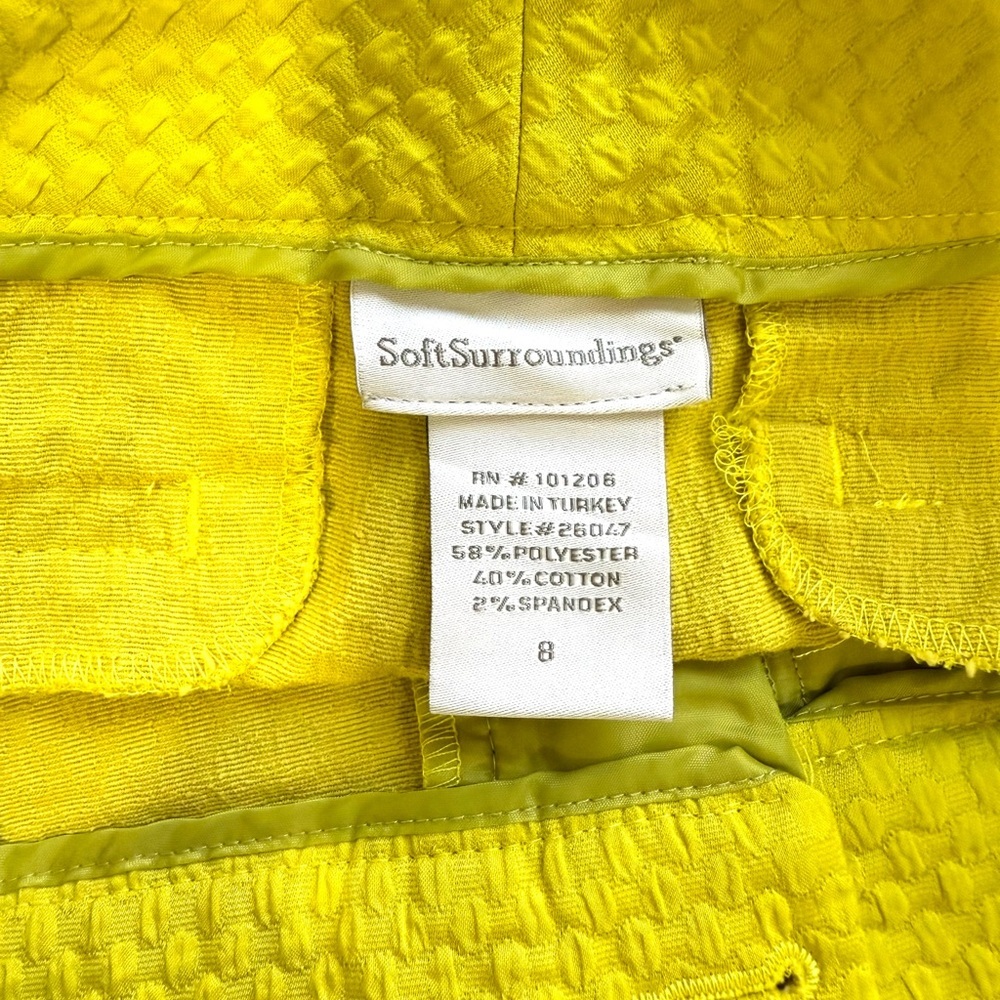 SoftSurroundings
RN # 101206
MADE IN TURKEY
STYLE#26047
58%POLYESTER
40%COTTON
2%SPANDEX
8